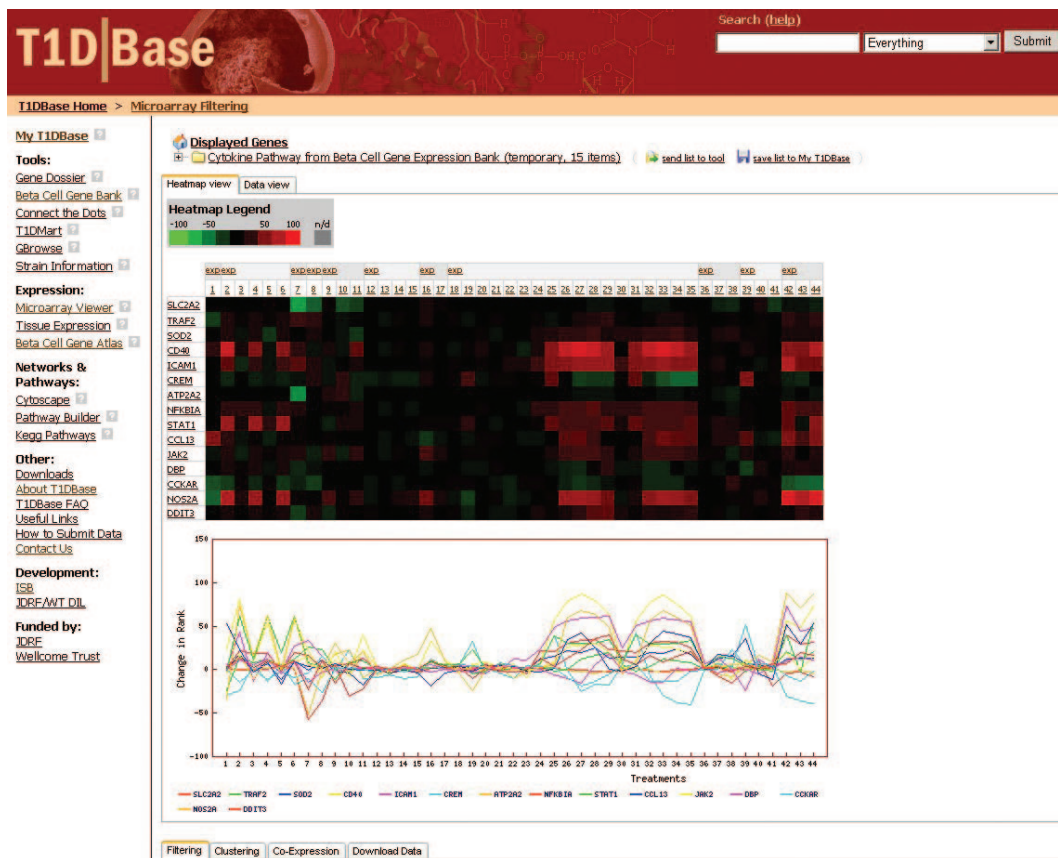 T1D|Base
Search (help)
Everything
Submit
T1DBase Home > Microarray Filtering
My T1DBase ?
Tools:
Gene Dossier ?
Beta Cell Gene Bank ?
Connect the Dots ?
T1DMart ?
GBrowse ?
Strain Information ?
Expression:
Microarray Viewer ?
Tissue Expression ?
Beta Cell Gene Atlas ?
Networks &
Pathways:
Cytoscape ?
Pathway Builder ?
Kegg Pathways ?
Other:
Downloads
About T1DBase
T1DBase FAQ
Useful Links
How to Submit Data
Contact Us
Development:
ISB
JDRF/WT DIL
Funded by:
JDRF
Wellcome Trust
Displayed Genes
Cytokine Pathway from Beta Cell Gene Expression Bank (temporary, 15 items) ( send list to tool save list to My T1DBase )
Heatmap view Data view
Heatmap Legend
-100 -50 50 100 n/d
exp exp exp exp exp exp exp exp exp exp exp
1 2 3 4 5 6 7 8 9 10 11 12 13 14 15 16 17 18 19 20 21 22 23 24 25 26 27 28 29 30 31 32 33 34 35 36 37 38 39 40 41 42 43 44
SLC2A2
TRAF2
SOD2
CD40
ICAM1
CREM
ATP2A2
NFKBIA
STAT1
CCL13
JAK2
DBP
CCKAR
NOS2A
DDIT3
150
100
50
0
-50
-100
Change in Rank
1 2 3 4 5 6 7 8 9 10 11 12 13 14 15 16 17 18 19 20 21 22 23 24 25 26 27 28 29 30 31 32 33 34 35 36 37 38 39 40 41 42 43 44
Treatments
SLC2A2 TRAF2 SOD2 CD40 ICAM1 CREM ATP2A2 NFKBIA STAT1 CCL13 JAK2 DBP CCKAR
NOS2A DDIT3
Filtering Clustering Co-Expression Download Data